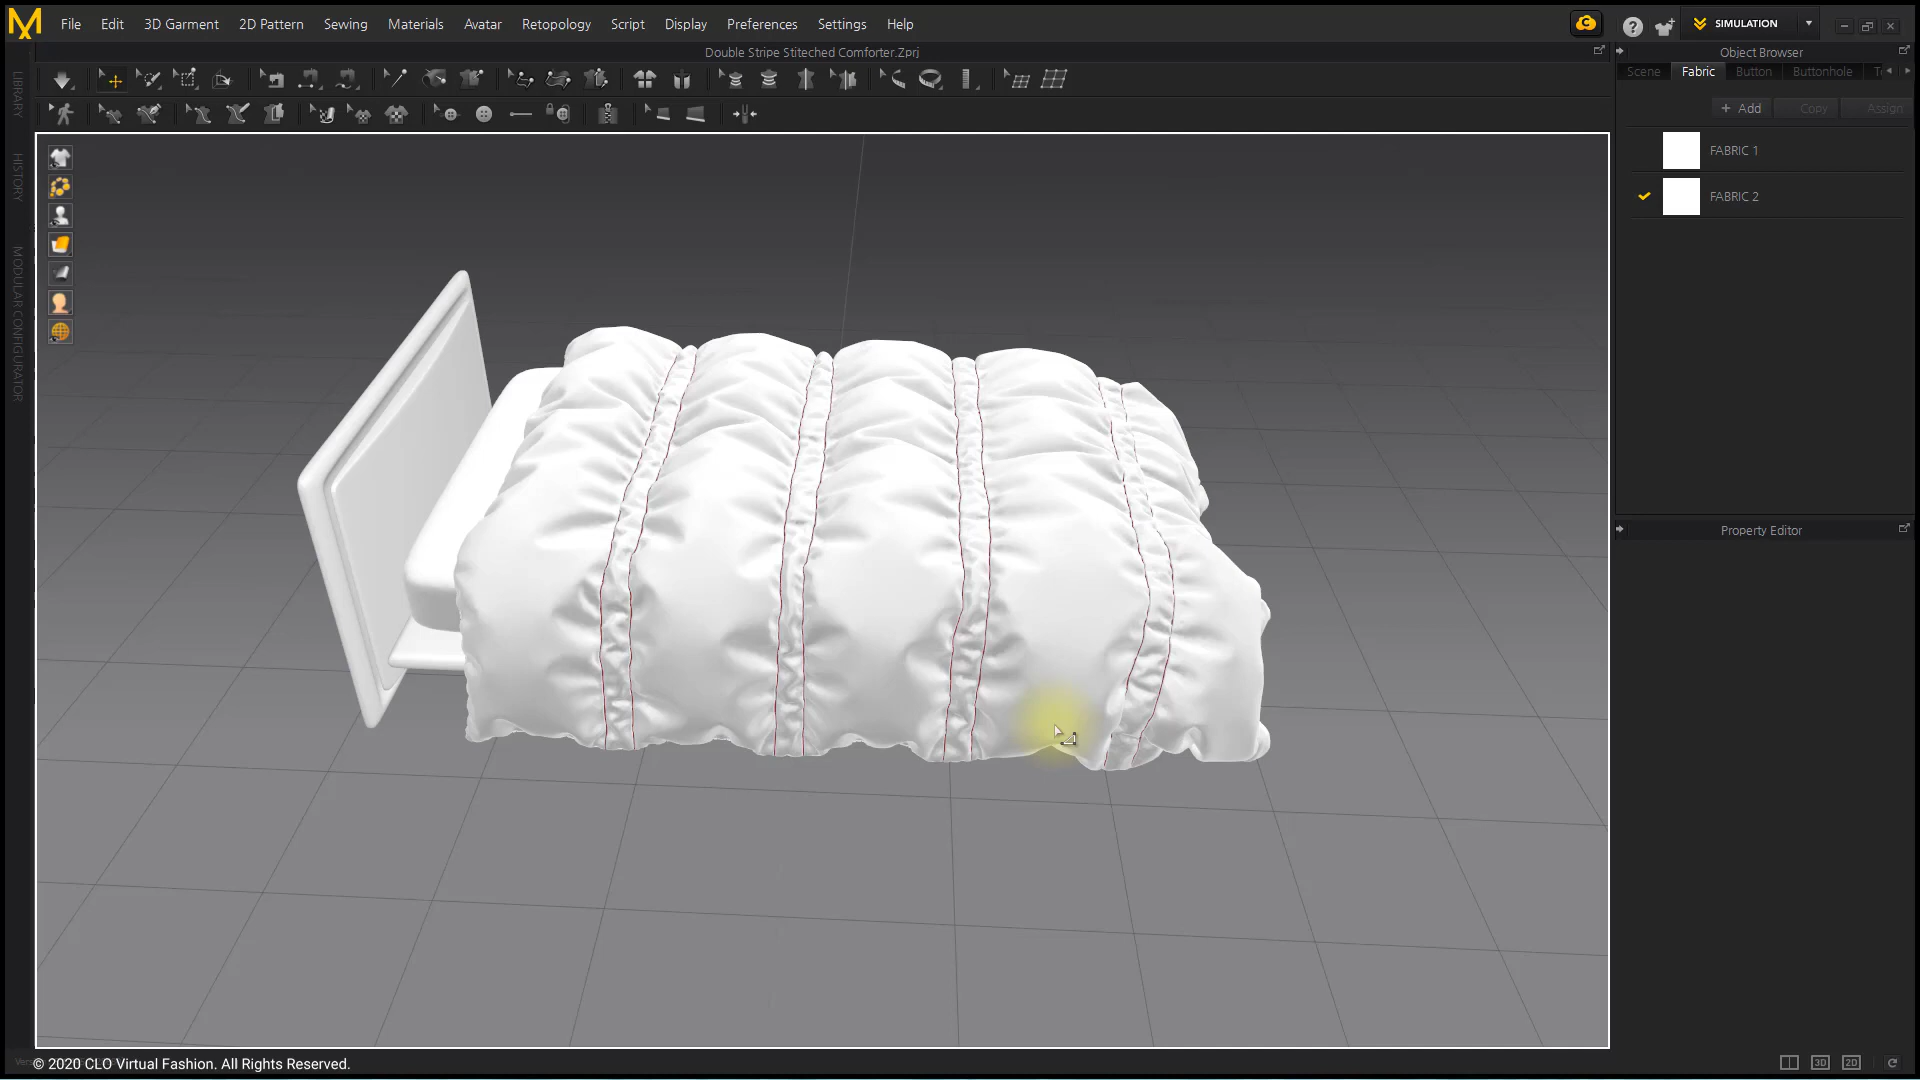 File Edit 3D Garment 2D Pattern Sewing Materials Avatar Retopology Script Display Preferences Settings Help
SIMULATION
Double Stripe Stiteched Comforter.Zprj
Object Browser
Scene Fabric Button Buttonhole
+ Add Copy Assign
FABRIC 1
FABRIC 2
Property Editor
LIBRARY
HISTORY
MODULAR CONFIGURATOR
© 2020 CLO Virtual Fashion. All Rights Reserved.
3D 2D